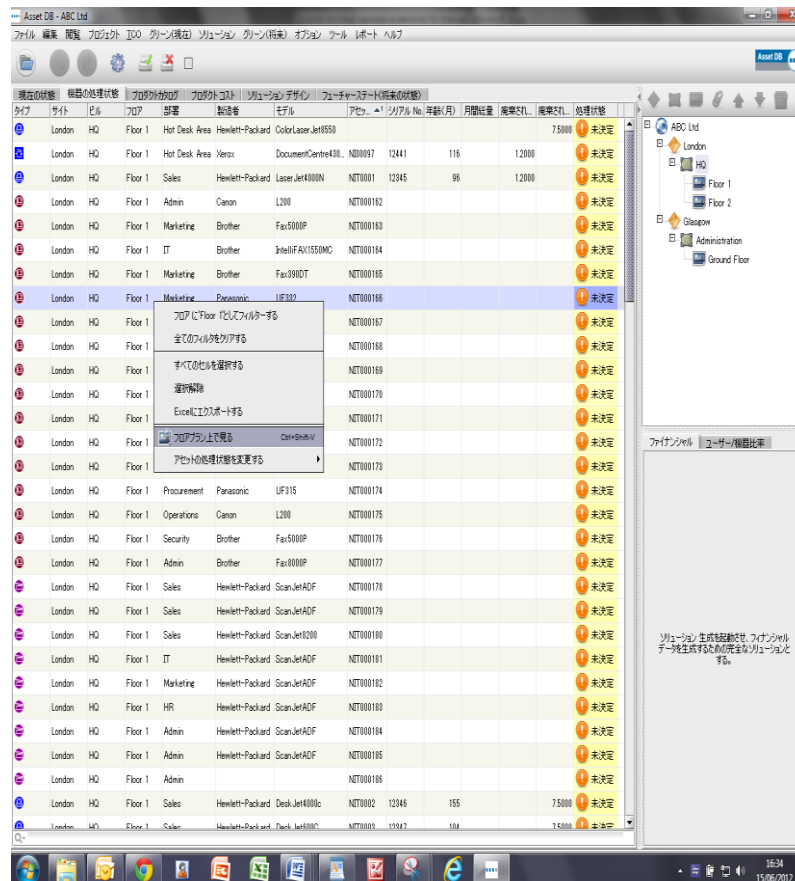 Asset DB - ABC Ltd
ファイル 編集 閲覧 プロジェクト TCO グリーン(現在) ソリューション グリーン(将来) オプション ツール レポート ヘルプ
Asset DB
現在の状態 機器の処理状態 プロダクトカタログ プロダクトコスト ソリューション デザイン フューチャーステート(将来の状態)
タイプ サイト ビル フロア 部署 製造者 モデル アセッ... シリアル No. 年齢(月) 月間総量 廃棄され... 廃棄され... 処理状態
London HQ Floor 1 Hot Desk Area Hewlett-Packard ColorLaserJet8550 7.5000 未決定
London HQ Floor 1 Hot Desk Area Xerox DocumentCentre430... NI00097 12441 116 1.2000 未決定
London HQ Floor 1 Sales Hewlett-Packard LaserJet4000N NIT0001 12345 96 1.2000 未決定
London HQ Floor 1 Admin Canon L200 NIT000162 未決定
London HQ Floor 1 Marketing Brother Fax5000P NIT000163 未決定
London HQ Floor 1 IT Brother IntelliFAX1550MC NIT000164 未決定
London HQ Floor 1 Marketing Brother Fax390DT NIT000165 未決定
London HQ Floor 1 Marketing Panasonic UF332 NIT000166 未決定
London HQ Floor 1 NIT000167 未決定
London HQ Floor 1 NIT000168 未決定
London HQ Floor 1 NIT000169 未決定
London HQ Floor 1 NIT000170 未決定
London HQ Floor 1 NIT000171 未決定
London HQ Floor 1 NIT000172 未決定
London HQ Floor 1 NIT000173 未決定
London HQ Floor 1 Procurement Panasonic UF315 NIT000174 未決定
London HQ Floor 1 Operations Canon L200 NIT000175 未決定
London HQ Floor 1 Security Brother Fax5000P NIT000176 未決定
London HQ Floor 1 Admin Brother Fax8000P NIT000177 未決定
London HQ Floor 1 Sales Hewlett-Packard ScanJetADF NIT000178 未決定
London HQ Floor 1 Sales Hewlett-Packard ScanJetADF NIT000179 未決定
London HQ Floor 1 Sales Hewlett-Packard ScanJet8200 NIT000180 未決定
London HQ Floor 1 IT Hewlett-Packard ScanJetADF NIT000181 未決定
London HQ Floor 1 Marketing Hewlett-Packard ScanJetADF NIT000182 未決定
London HQ Floor 1 HR Hewlett-Packard ScanJetADF NIT000183 未決定
London HQ Floor 1 Admin Hewlett-Packard ScanJetADF NIT000184 未決定
London HQ Floor 1 Admin Hewlett-Packard ScanJetADF NIT000185 未決定
London HQ Floor 1 Admin NIT000186 未決定
London HQ Floor 1 Sales Hewlett-Packard DeskJet4000c NIT0002 12346 155 7.5000 未決定
London HQ Floor 1 Sales Hewlett-Packard DeskJet600C NIT0003 12347 104 7.5000 未決定
フロア に'Floor 1'としてフィルターする
全てのフィルタをクリアする
すべてのセルを選択する
選択解除
Excelにエクスポートする
フロアプラン上で見る Ctrl+Shift-V
アセットの処理状態を変更する
ABC Ltd
London
HQ
Floor 1
Floor 2
Glasgow
Administration
Ground Floor
ファイナンシャル ユーザー/機器比率
ソリューション 生成を起動させ、フィナンシャル
データを生成するための完全なソリューションと
する。
16:34
15/06/2012